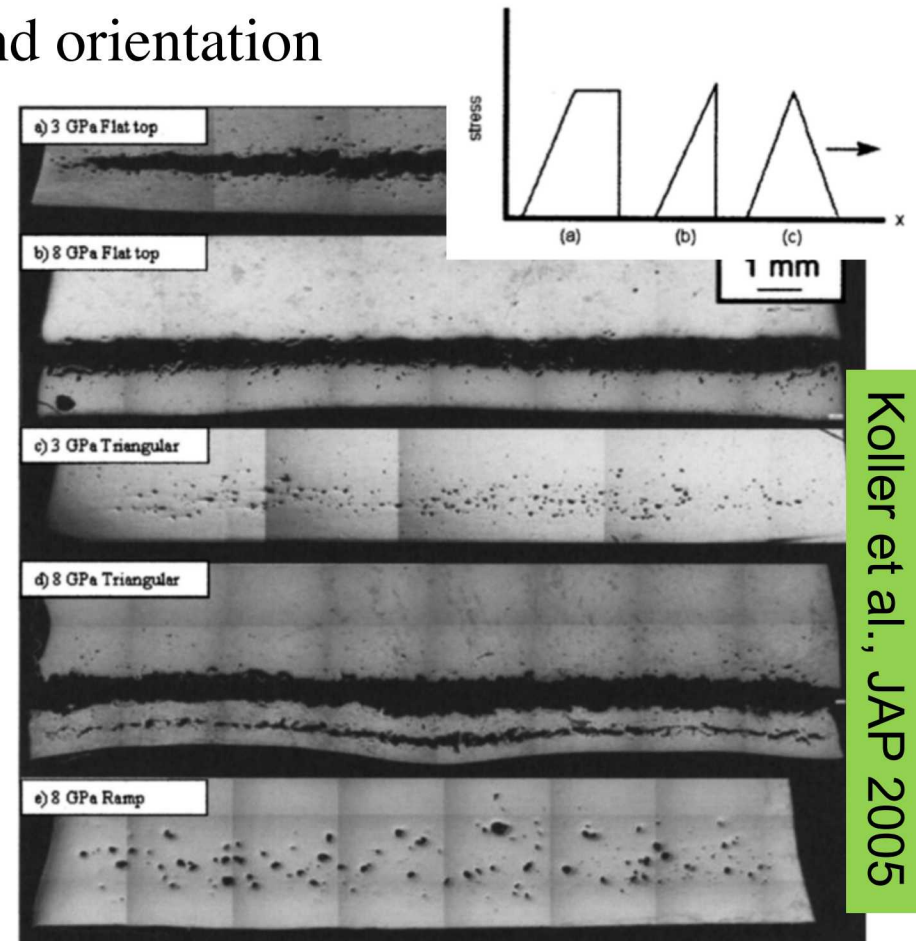 nd orientation
stress
x
(a) (b) (c)
a) 3 GPa Flat top
b) 8 GPa Flat top
1 mm
c) 3 GPa Triangular
d) 8 GPa Triangular
e) 8 GPa Ramp
Koller et al., JAP 2005